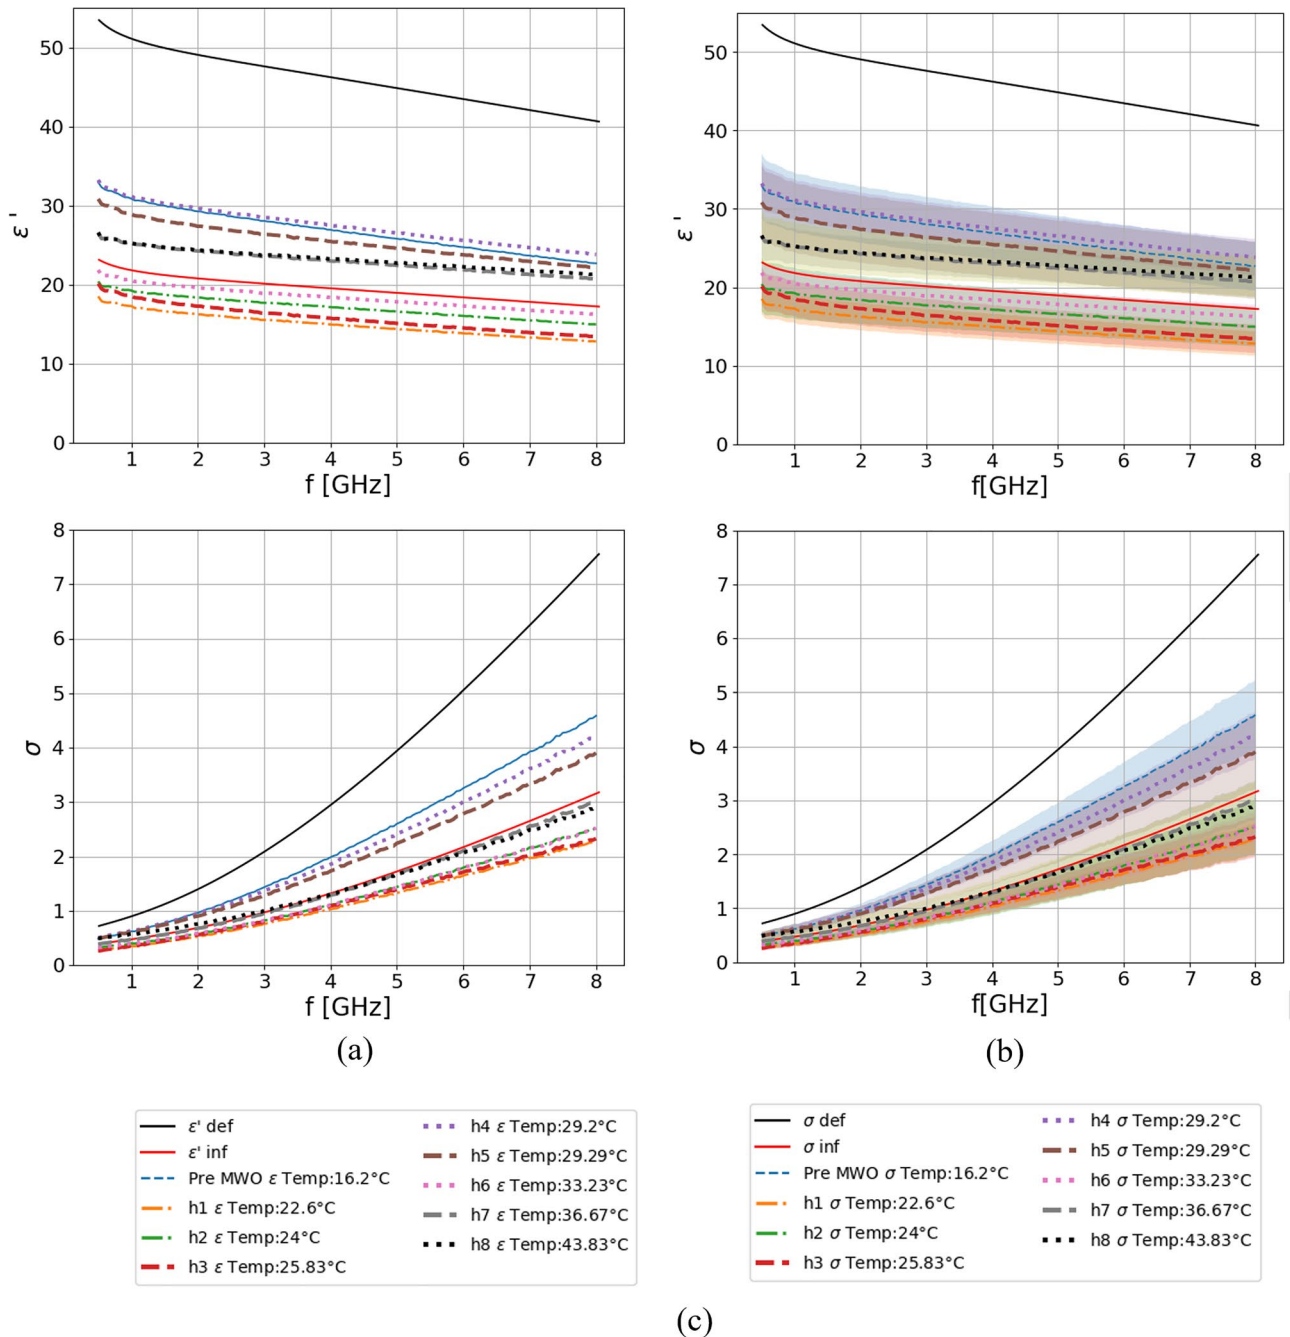 50
40
30
20
10
0
ε'
1 2 3 4 5 6 7 8
f [GHz]
50
40
30
20
10
0
ε'
1 2 3 4 5 6 7 8
f[GHz]
8
7
6
5
4
3
2
1
0
σ
1 2 3 4 5 6 7 8
f [GHz]
(a)
8
7
6
5
4
3
2
1
0
σ
1 2 3 4 5 6 7 8
f[GHz]
(b)
ε' def
ε' inf
Pre MWO ε Temp:16.2°C
h1 ε Temp:22.6°C
h2 ε Temp:24°C
h3 ε Temp:25.83°C
h4 ε Temp:29.2°C
h5 ε Temp:29.29°C
h6 ε Temp:33.23°C
h7 ε Temp:36.67°C
h8 ε Temp:43.83°C
σ def
σ inf
Pre MWO σ Temp:16.2°C
h1 σ Temp:22.6°C
h2 σ Temp:24°C
h3 σ Temp:25.83°C
h4 σ Temp:29.2°C
h5 σ Temp:29.29°C
h6 σ Temp:33.23°C
h7 σ Temp:36.67°C
h8 σ Temp:43.83°C
(c)